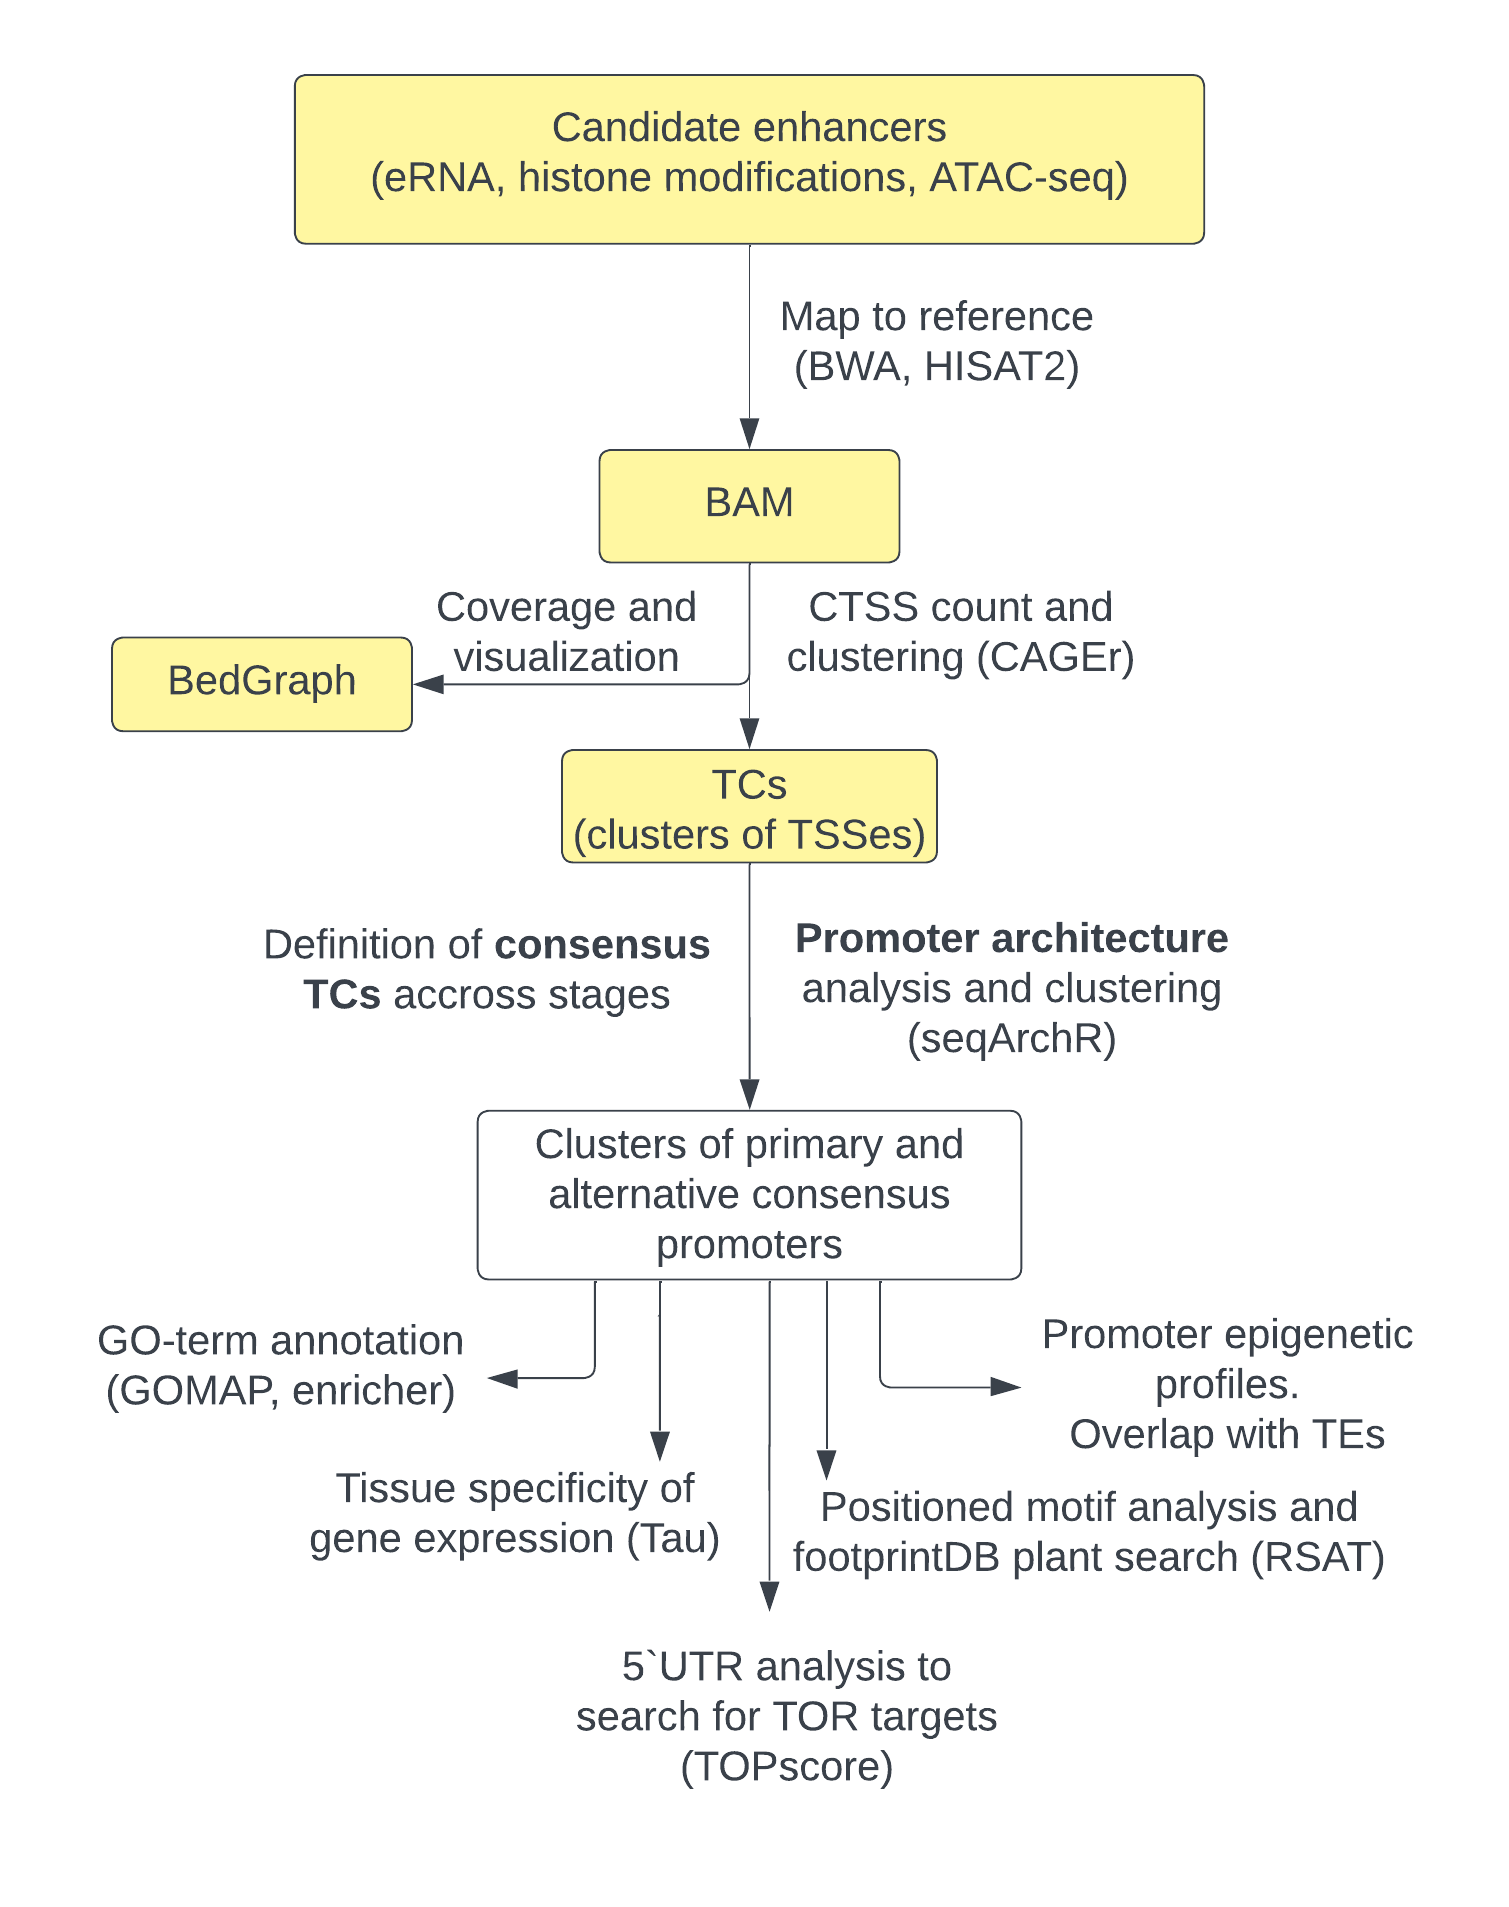 Candidate enhancers
(eRNA, histone modifications, ATAC-seq)
Map to reference
(BWA, HISAT2)
BAM
Coverage and
visualization
CTSS count and
clustering (CAGEr)
BedGraph
TCs
(clusters of TSSes)
Definition of consensus
TCs accross stages
Promoter architecture
analysis and clustering
(seqArchR)
Clusters of primary and
alternative consensus
promoters
GO-term annotation
(GOMAP, enricher)
Promoter epigenetic
profiles.
Overlap with TEs
Tissue specificity of
gene expression (Tau)
Positioned motif analysis and
footprintDB plant search (RSAT)
5`UTR analysis to
search for TOR targets
(TOPscore)